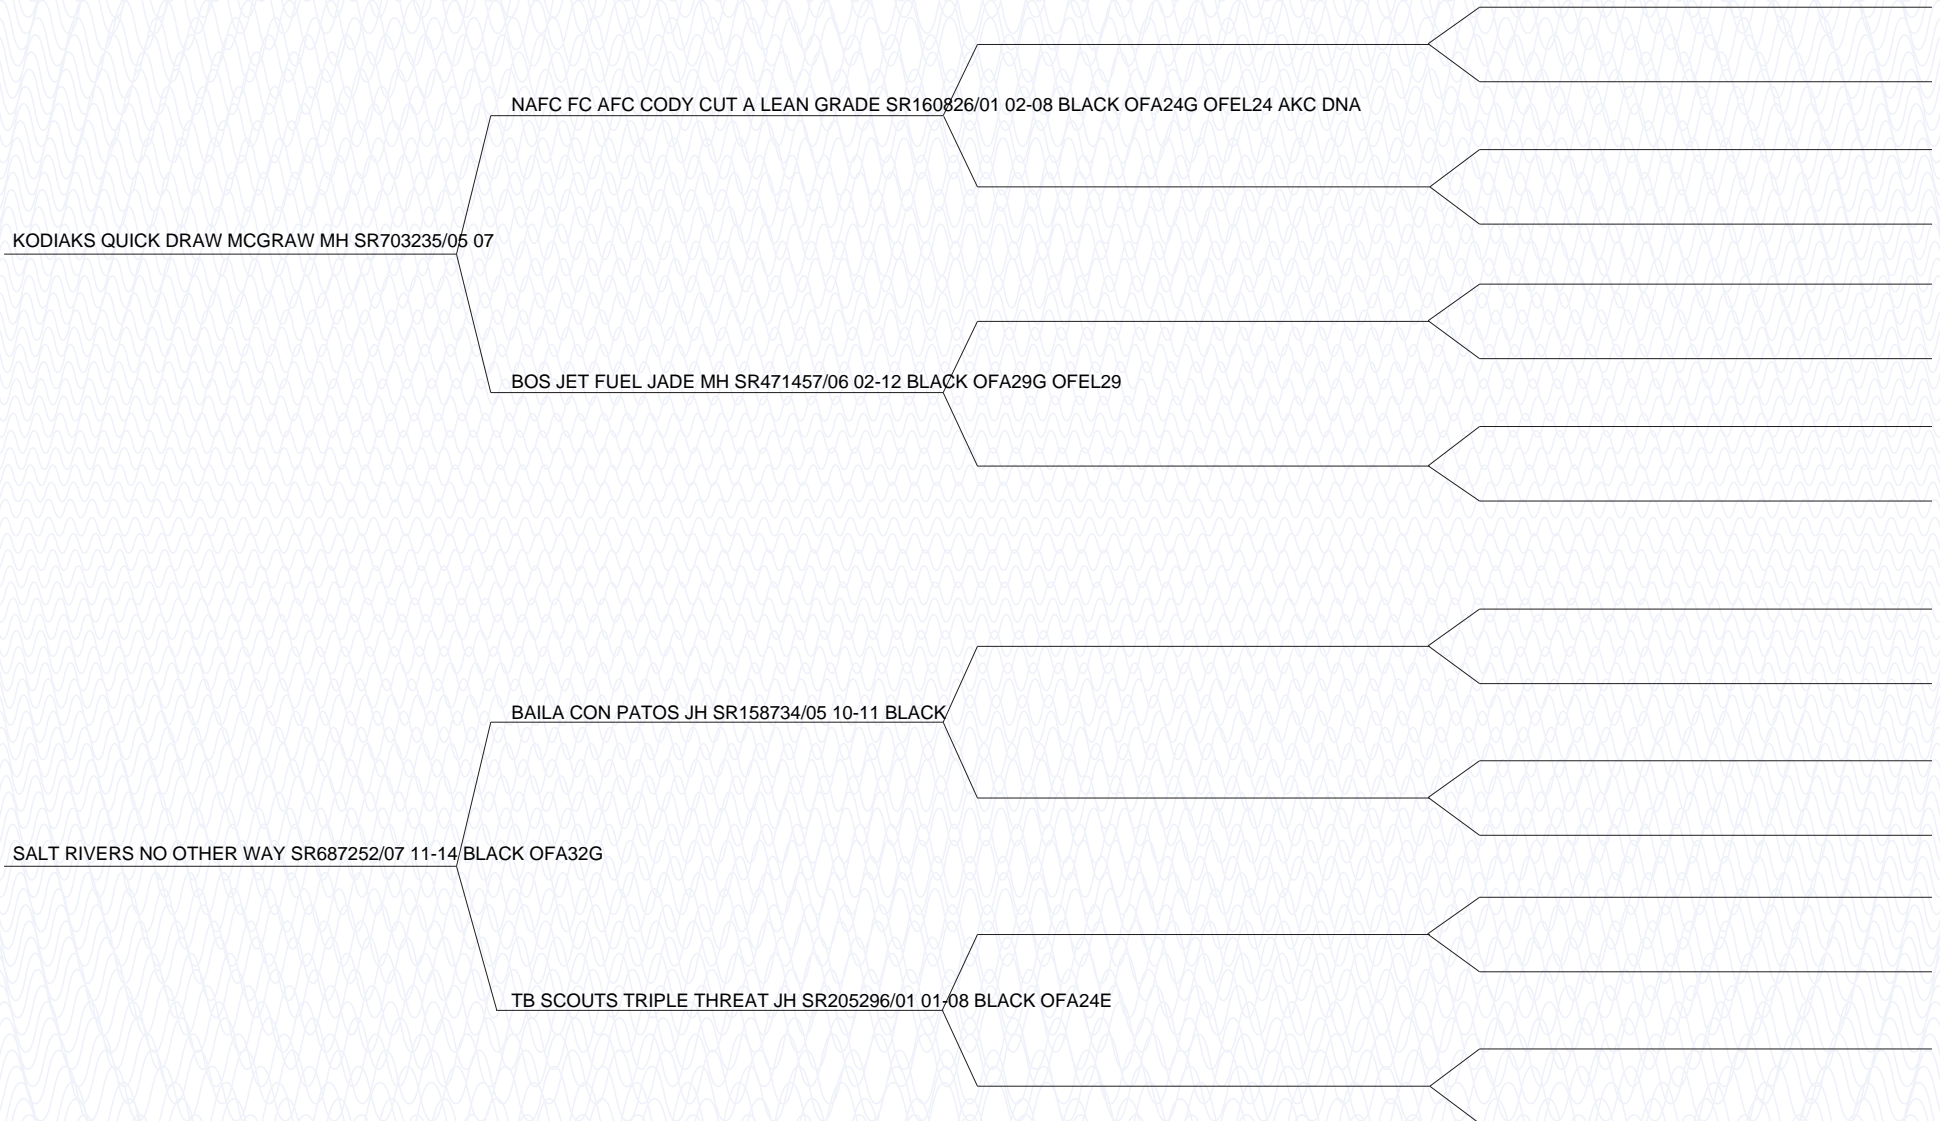 NAFC FC AFC CODY CUT A LEAN GRADE SR160826/01 02-08 BLACK OFA24G OFEL24 AKC DNA
KODIAKS QUICK DRAW MCGRAW MH SR703235/05 07
BOS JET FUEL JADE MH SR471457/06 02-12 BLACK OFA29G OFEL29
BAILA CON PATOS JH SR158734/05 10-11 BLACK
SALT RIVERS NO OTHER WAY SR687252/07 11-14 BLACK OFA32G
TB SCOUTS TRIPLE THREAT JH SR205296/01 01-08 BLACK OFA24E